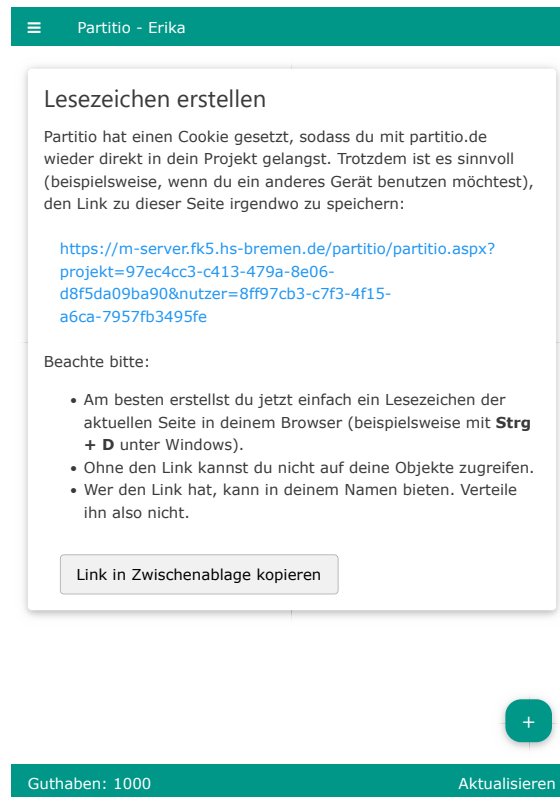 ☰ Partitio - Erika
Lesezeichen erstellen
Partitio hat einen Cookie gesetzt, sodass du mit partitio.de
wieder direkt in dein Projekt gelangst. Trotzdem ist es sinnvoll
(beispielsweise, wenn du ein anderes Gerät benutzen möchtest),
den Link zu dieser Seite irgendwo zu speichern:
https://m-server.fk5.hs-bremen.de/partitio/partitio.aspx?
projekt=97ec4cc3-c413-479a-8e06-
d8f5da09ba90&nutzer=8ff97cb3-c7f3-4f15-
a6ca-7957fb3495fe
Beachte bitte:
• Am besten erstellst du jetzt einfach ein Lesezeichen der
aktuellen Seite in deinem Browser (beispielsweise mit Strg
+ D unter Windows).
• Ohne den Link kannst du nicht auf deine Objekte zugreifen.
• Wer den Link hat, kann in deinem Namen bieten. Verteile
ihn also nicht.
Link in Zwischenablage kopieren
+
Guthaben: 1000 Aktualisieren